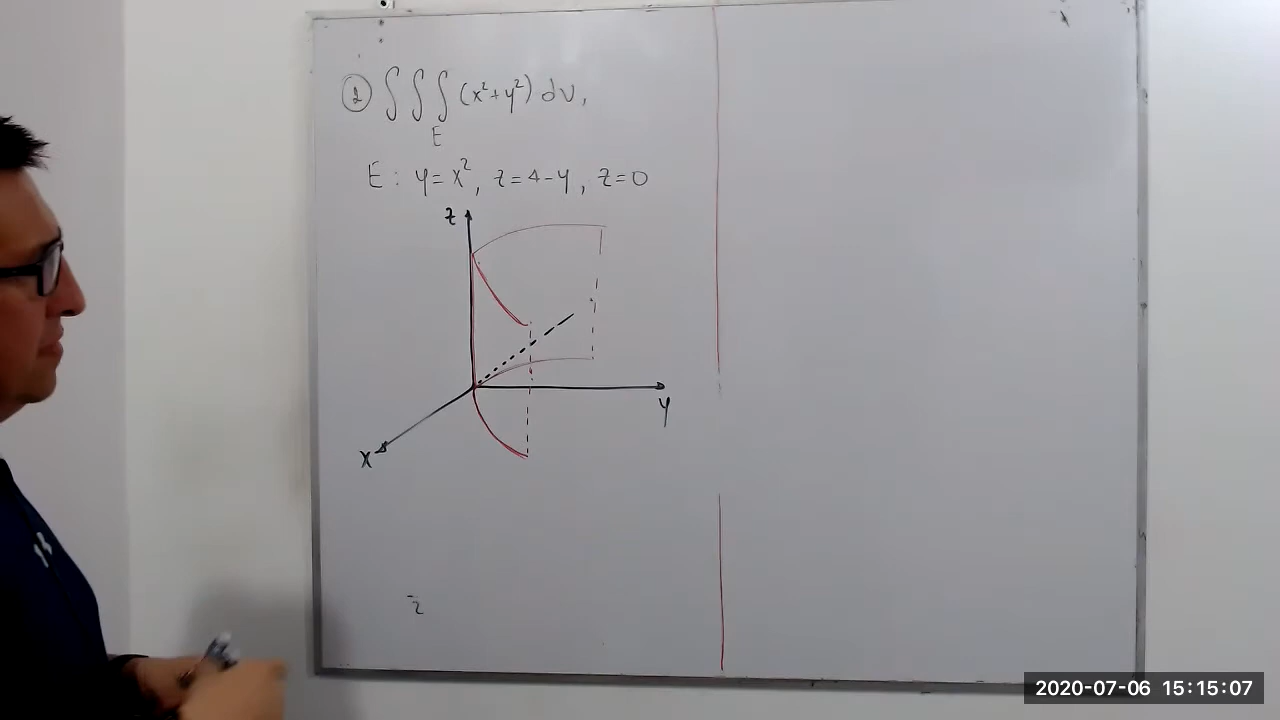 ② ∫∫∫ (x²+y²) dv,
E
E: y=x², z=4-y, z=0
z
y
x
2020-07-06 15:15:07